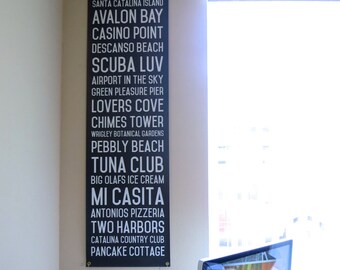 SANTA CATALINA ISLAND
AVALON BAY
CASINO POINT
DESCANSO BEACH
SCUBA LUV
AIRPORT IN THE SKY
GREEN PLEASURE PIER
LOVERS COVE
CHIMES TOWER
WRIGLEY BOTANICAL GARDENS
PEBBLY BEACH
TUNA CLUB
BIG OLAFS ICE CREAM
MI CASITA
ANTONIOS PIZZERIA
TWO HARBORS
CATALINA COUNTRY CLUB
PANCAKE COTTAGE